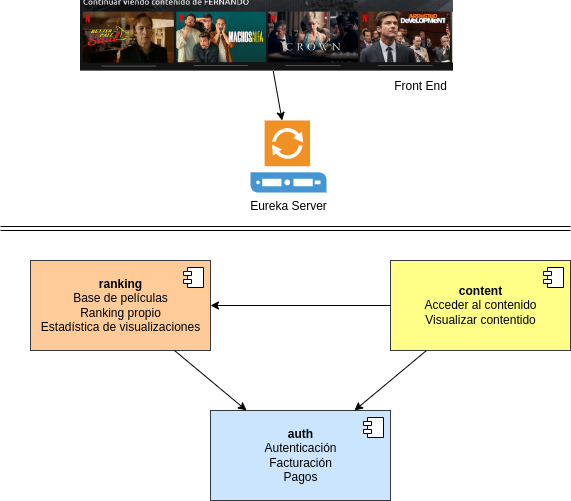 Continuar viendo contenido de FERNANDO
BETTER CALL Saul
MACHOS ALFA
THE CROWN
ARRESTED DEVELOPMENT
Front End
Eureka Server
ranking
Base de películas
Ranking propio
Estadística de visualizaciones
content
Acceder al contenido
Visualizar contentido
auth
Autenticación
Facturación
Pagos